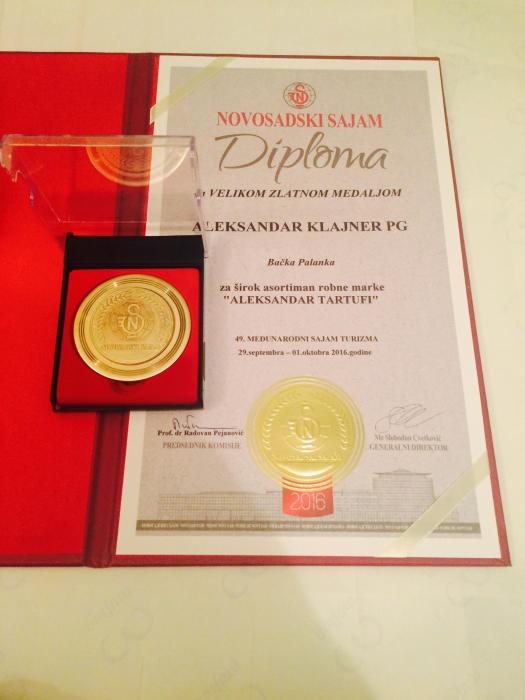 NOVOSADSKI SAJAM
Diploma
VELIKOM ZLATNOM MEDALJOM
ALEKSANDAR KLAJNER PG
Bačka Palanka
za širok asortiman robne marke
"ALEKSANDAR TARTUFI"
49. MEĐUNARODNI SAJAM TURIZMA
29.septembra – 01.oktobra 2016.godine
Prof. dr Radovan Pejanović
PREDSEDNIK KOMISIJE
Mr Slobodan Cvetković
GENERALNI DIREKTOR
2016